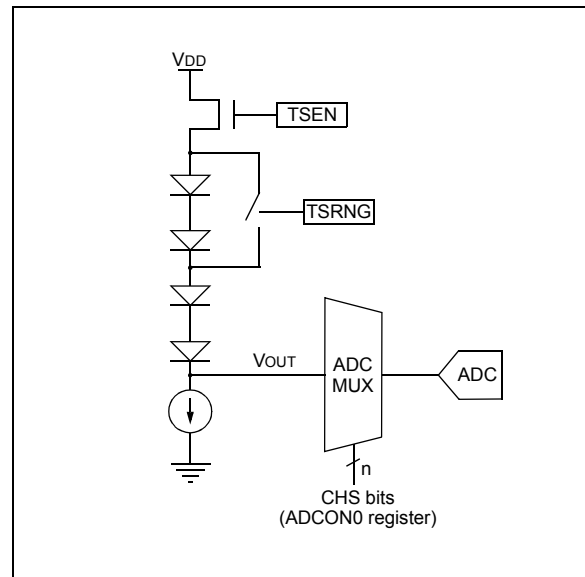 VDD
TSEN
TSRNG
VOUT
ADC
MUX
ADC
n
CHS bits
(ADCON0 register)